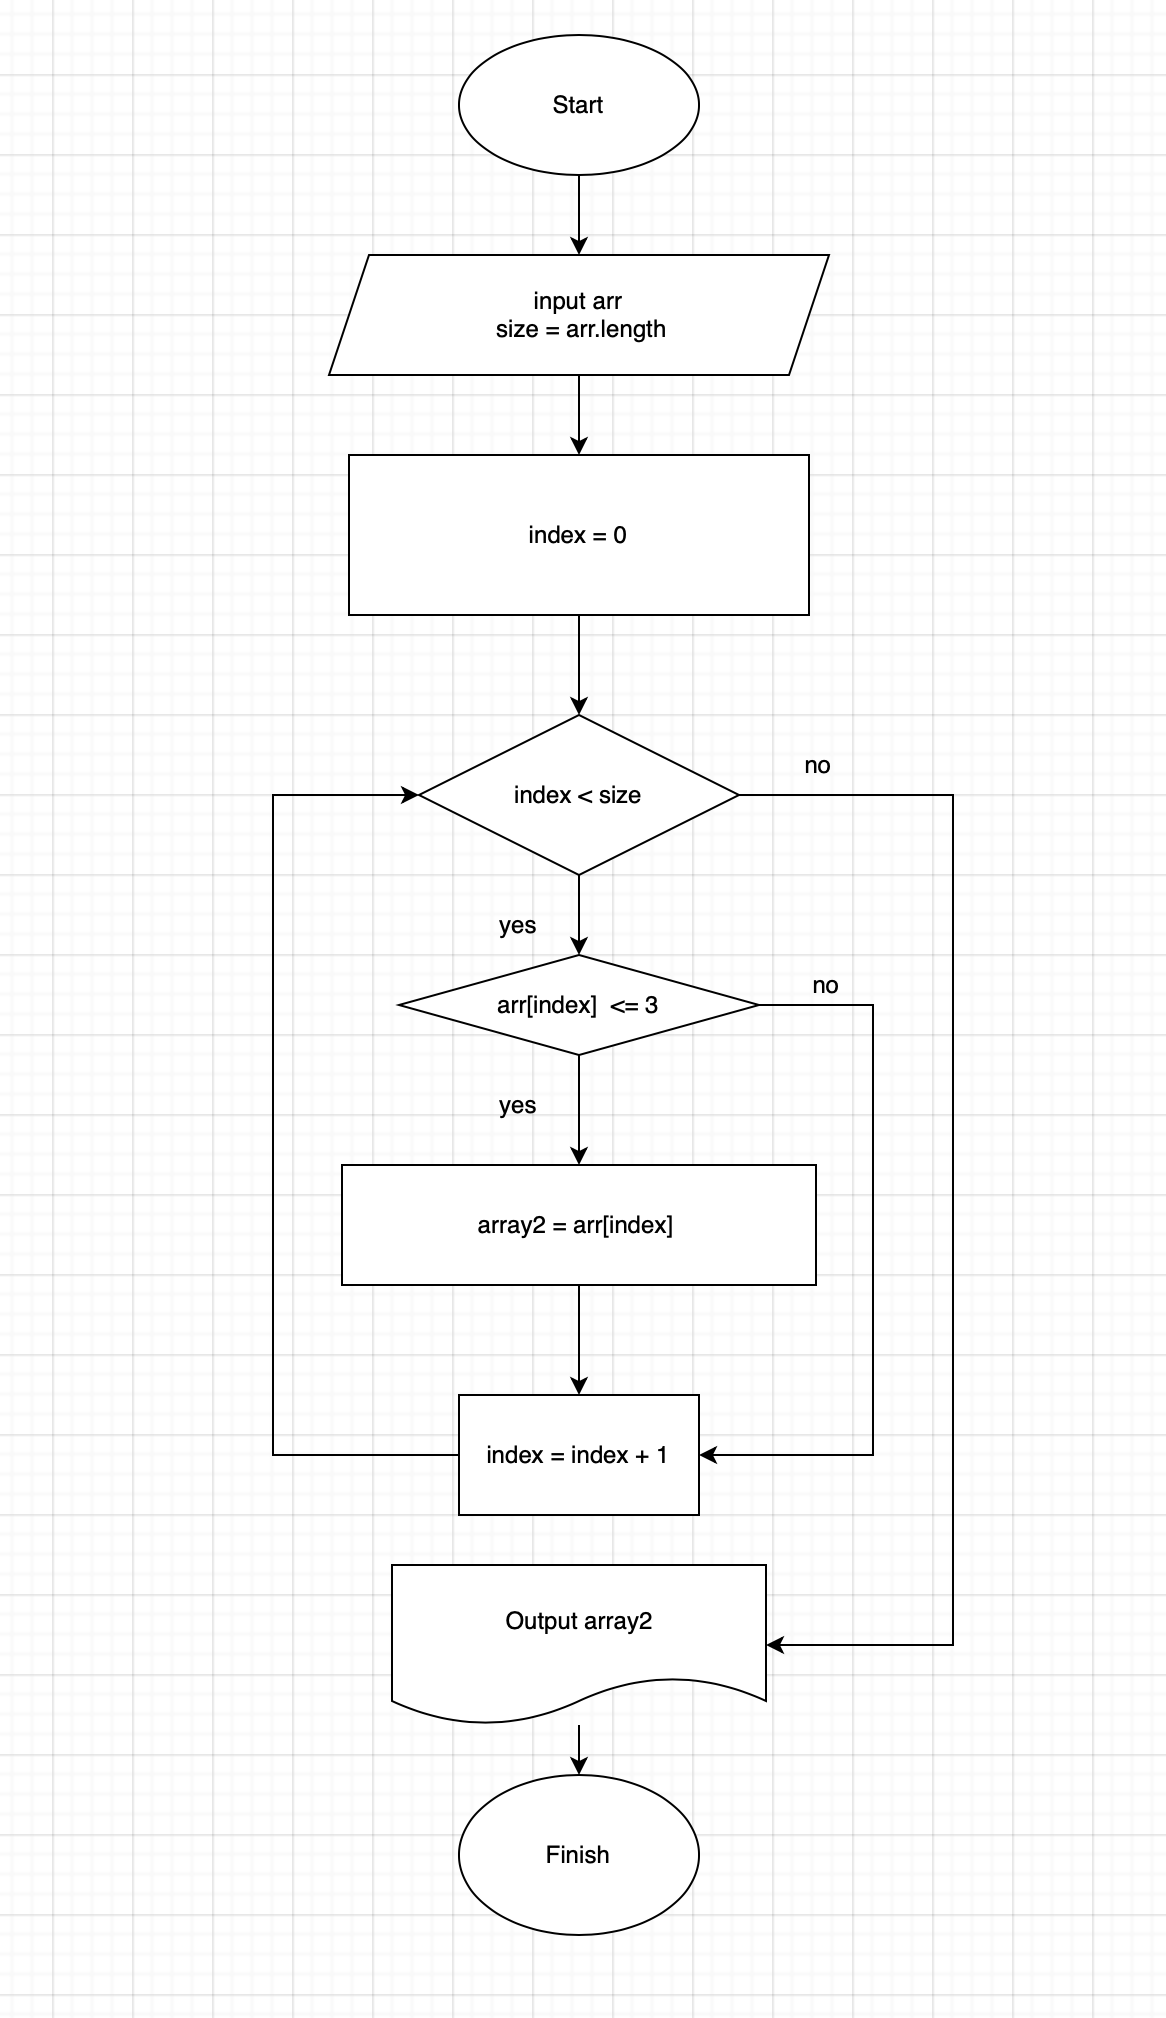 Start
input arr
size = arr.length
index = 0
index < size
no
yes
arr[index]  <= 3
no
yes
array2 = arr[index]
index = index + 1
Output array2
Finish